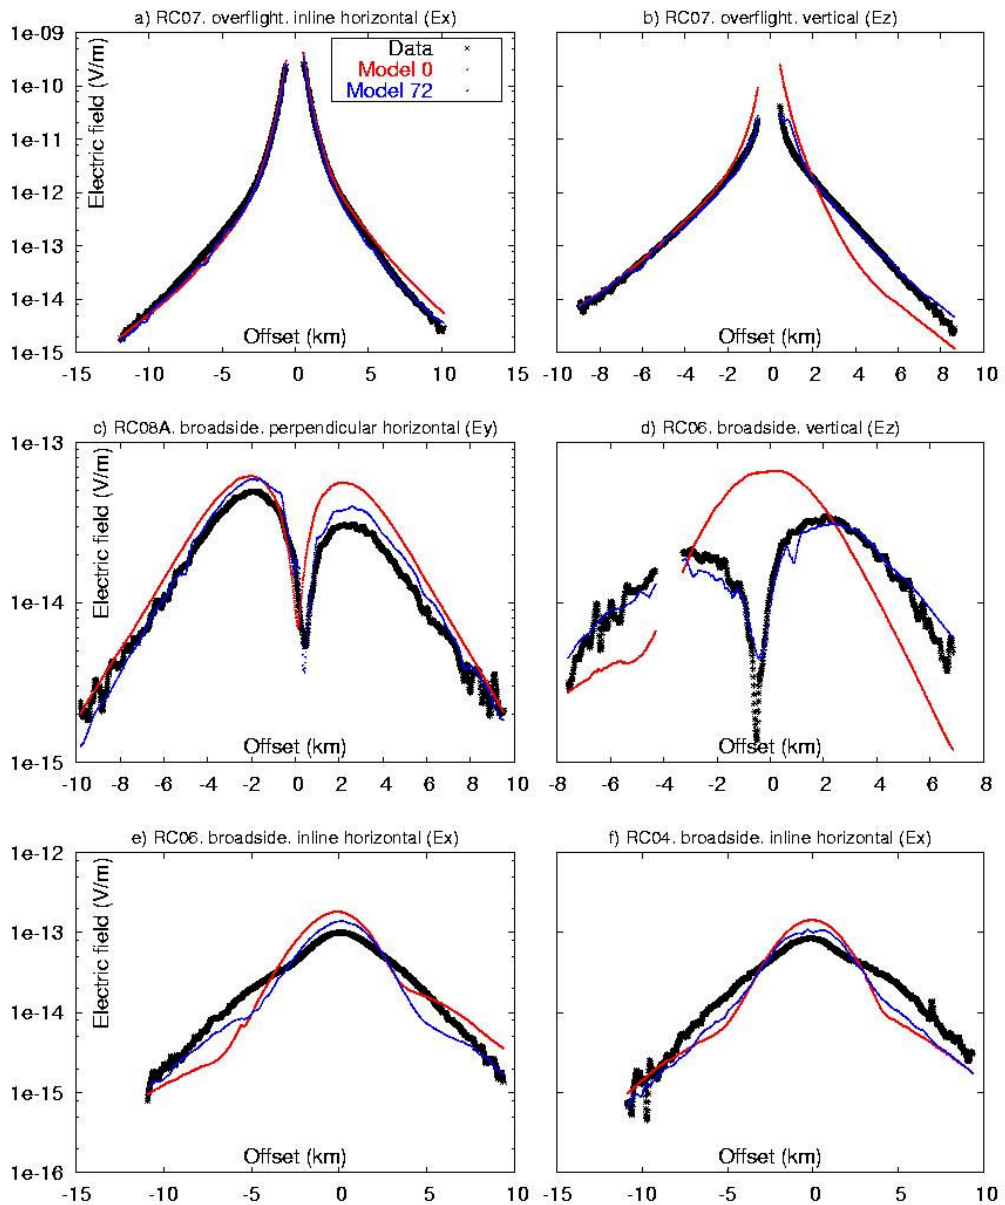 a) RC07. overflight. inline horizontal (Ex)
b) RC07. overflight. vertical (Ez)
1e-09
1e-10
1e-11
1e-12
1e-13
1e-14
1e-15
Electric field (V/m)
Data
Model 0
Model 72
Offset (km)
Offset (km)
-15 -10 -5 0 5 10 15
-10 -8 -6 -4 -2 0 2 4 6 8 10
c) RC08A. broadside. perpendicular horizontal (Ey)
d) RC06. broadside. vertical (Ez)
1e-13
1e-14
1e-15
Electric field (V/m)
Offset (km)
Offset (km)
-10 -8 -6 -4 -2 0 2 4 6 8 10
-8 -6 -4 -2 0 2 4 6 8
e) RC06. broadside. inline horizontal (Ex)
f) RC04. broadside. inline horizontal (Ex)
1e-12
1e-13
1e-14
1e-15
1e-16
Electric field (V/m)
Offset (km)
Offset (km)
-15 -10 -5 0 5 10
-15 -10 -5 0 5 10